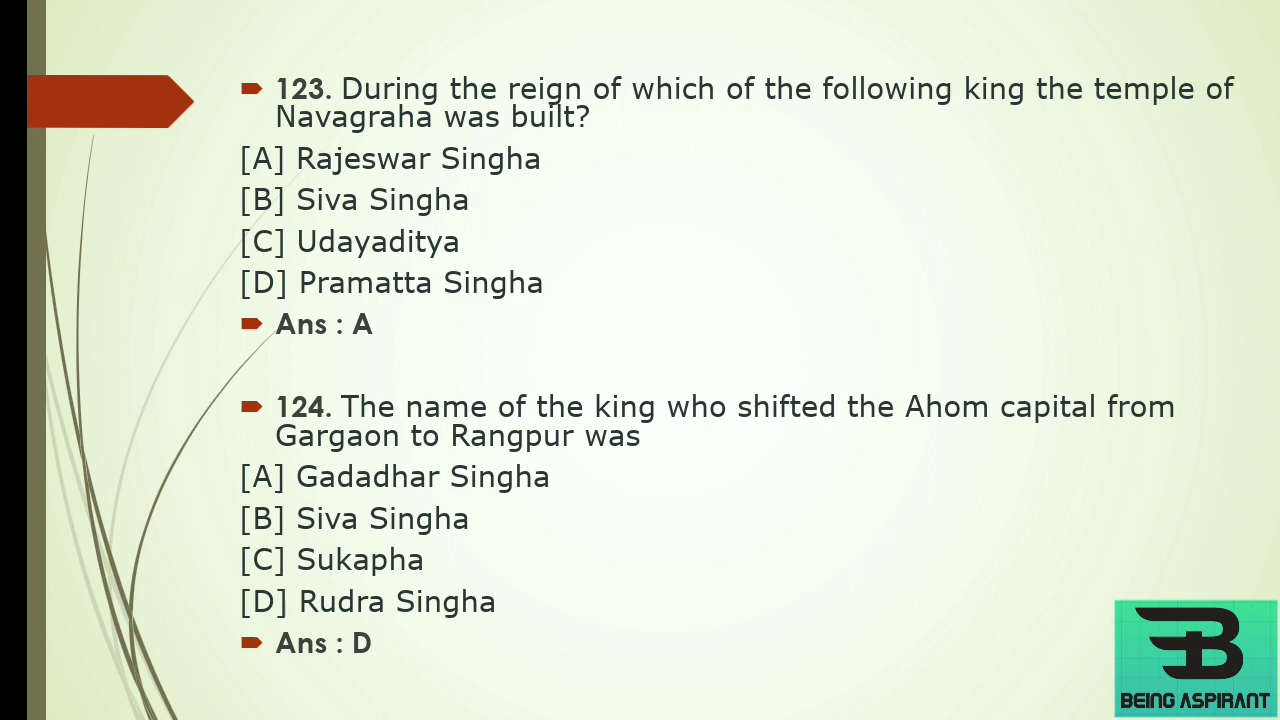 123. During the reign of which of the following king the temple of
Navagraha was built?
[A] Rajeswar Singha
[B] Siva Singha
[C] Udayaditya
[D] Pramatta Singha
Ans : A
124. The name of the king who shifted the Ahom capital from
Gargaon to Rangpur was
[A] Gadadhar Singha
[B] Siva Singha
[C] Sukapha
[D] Rudra Singha
Ans : D
BEING ASPIRANT